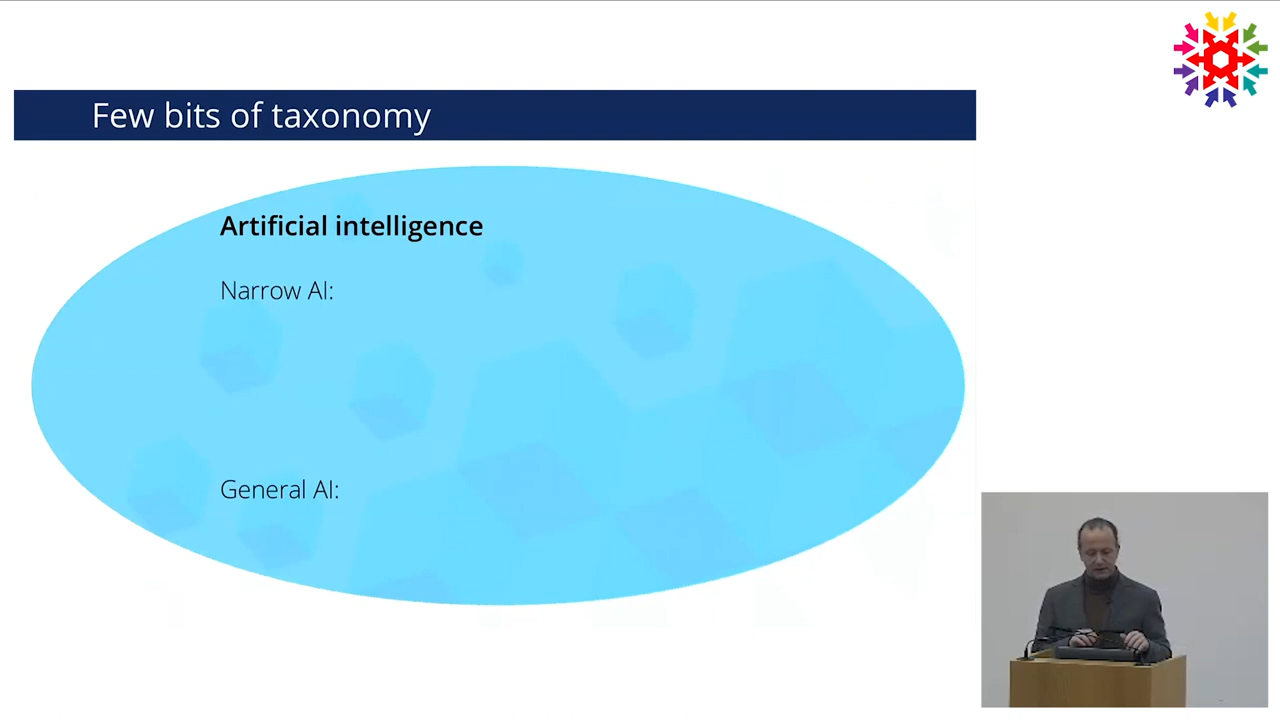 Few bits of taxonomy
Artificial intelligence
Narrow AI:
General AI: